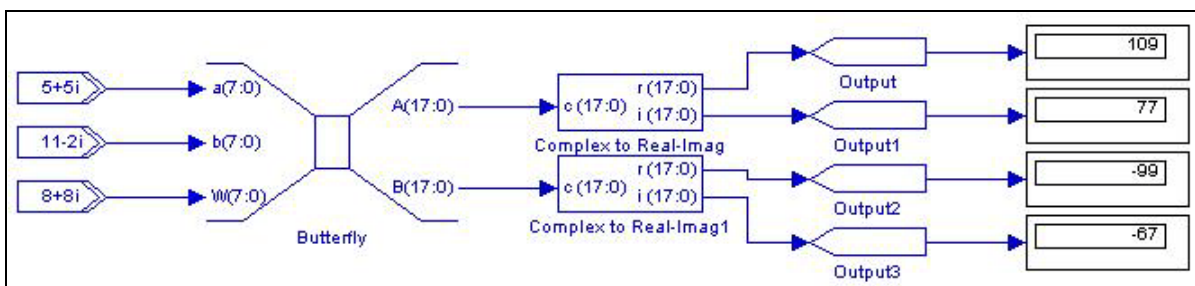 5+5i
a(7:0)
11-2i
b(7:0)
8+8i
W(7:0)
Butterfly
A(17:0)
B(17:0)
c(17:0)
r(17:0)
i(17:0)
Complex to Real-Imag
c(17:0)
r(17:0)
i(17:0)
Complex to Real-Imag1
Output
109
Output1
77
Output2
-99
Output3
-67